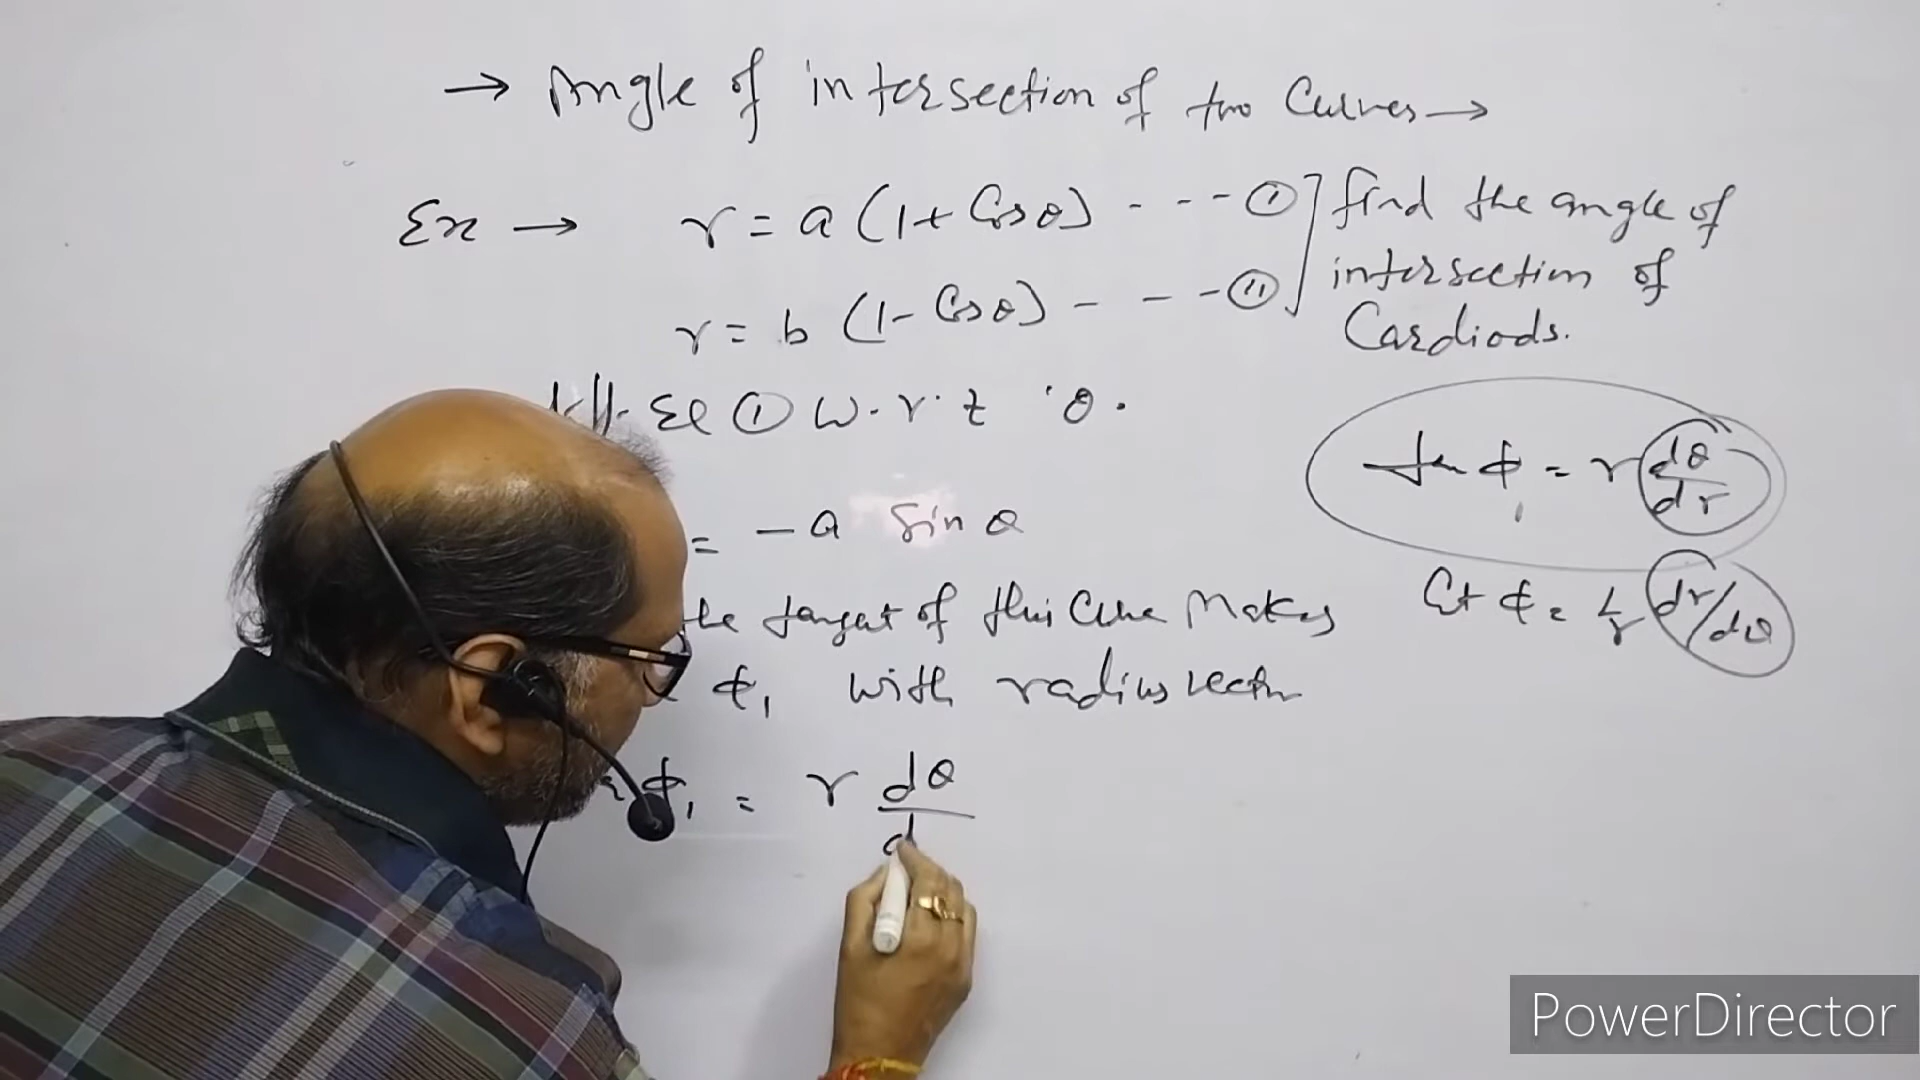 → Angle of intersection of two Curves →
Ex → r = a (1 + Cos θ) - - - - ① ] find the angle of
r = b (1 - Cos θ) - - - - ⑪ ] intersection of
Cardiods.
Eq ① w.r.t 'θ.
tan ϕ₁ = r dθ/dr
= - a Sin θ
Cot ϕ = 1/r dr/dθ
the tangent of this Curve Makes
ϕ₁ with radius vector
ϕ₁ = r dθ/d
PowerDirector